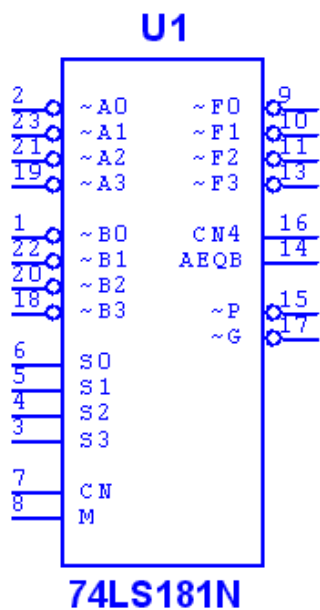 U1
2 ~A0 ~F0 9
23 ~A1 ~F1 10
21 ~A2 ~F2 11
19 ~A3 ~F3 13
1 ~B0 CN4 16
22 ~B1 AEQB 14
20 ~B2
18 ~B3 ~P 15
~G 17
6 S0
5 S1
4 S2
3 S3
7 CN
8 M
74LS181N